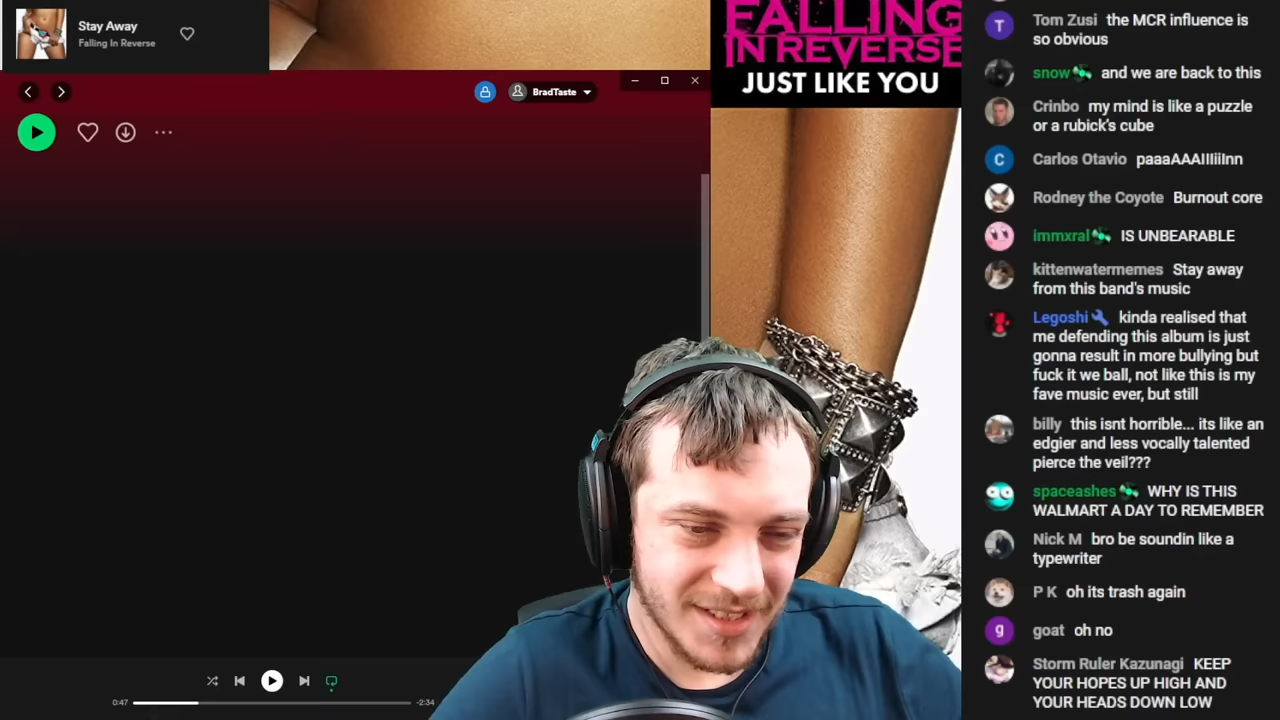 Stay Away
Falling In Reverse
BradTaste
0:47
-2:34
FALLING
IN REVERSE
JUST LIKE YOU
Tom Zusi the MCR influence is
so obvious
snow and we are back to this
Crinbo my mind is like a puzzle
or a rubick's cube
Carlos Otavio paaaAAAIIIiiiInn
Rodney the Coyote Burnout core
immxral IS UNBEARABLE
kittenwatermemes Stay away
from this band's music
Legoshi kinda realised that
me defending this album is just
gonna result in more bullying but
fuck it we ball, not like this is my
fave music ever, but still
billy this isnt horrible... its like an
edgier and less vocally talented
pierce the veil???
spaceashes WHY IS THIS
WALMART A DAY TO REMEMBER
Nick M bro be soundin like a
typewriter
P K oh its trash again
goat oh no
Storm Ruler Kazunagi KEEP
YOUR HOPES UP HIGH AND
YOUR HEADS DOWN LOW
T
C
g